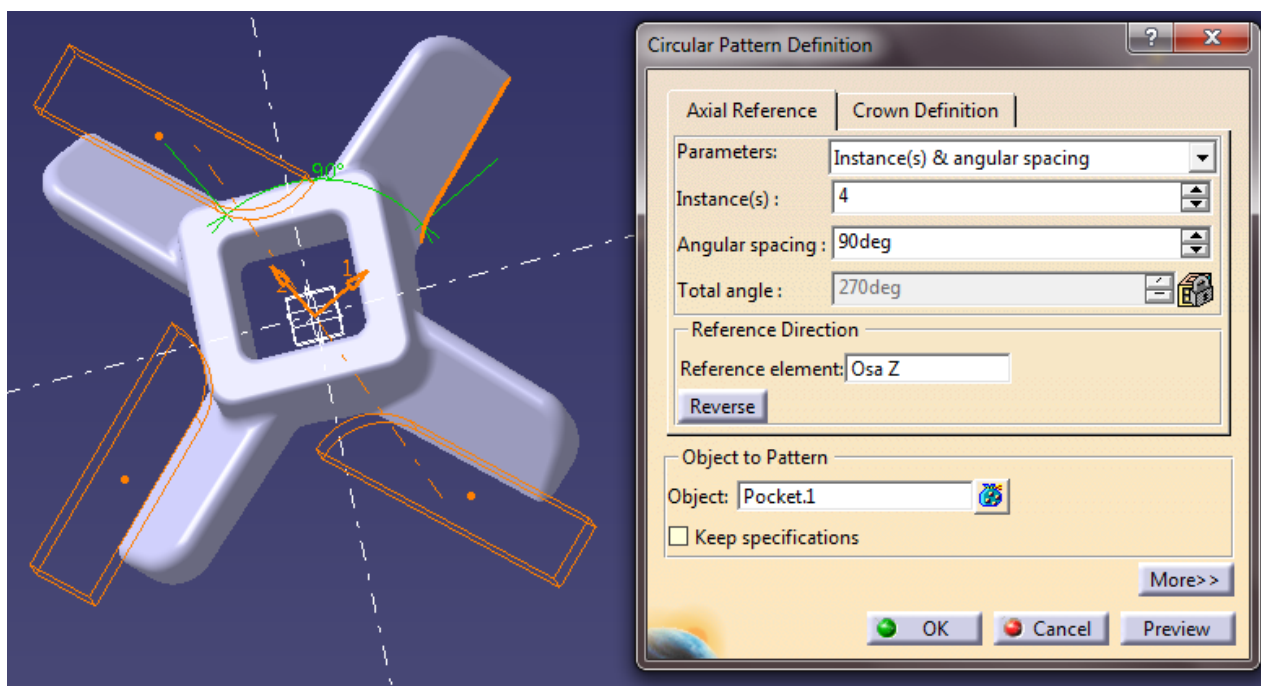 Circular Pattern Definition
?
X
Axial Reference
Crown Definition
Parameters:
Instance(s) & angular spacing
Instance(s) :
4
Angular spacing :
90deg
Total angle :
270deg
Reference Direction
Reference element:
Osa Z
Reverse
Object to Pattern
Object:
Pocket.1
Keep specifications
More>>
OK
Cancel
Preview
90°
1
2